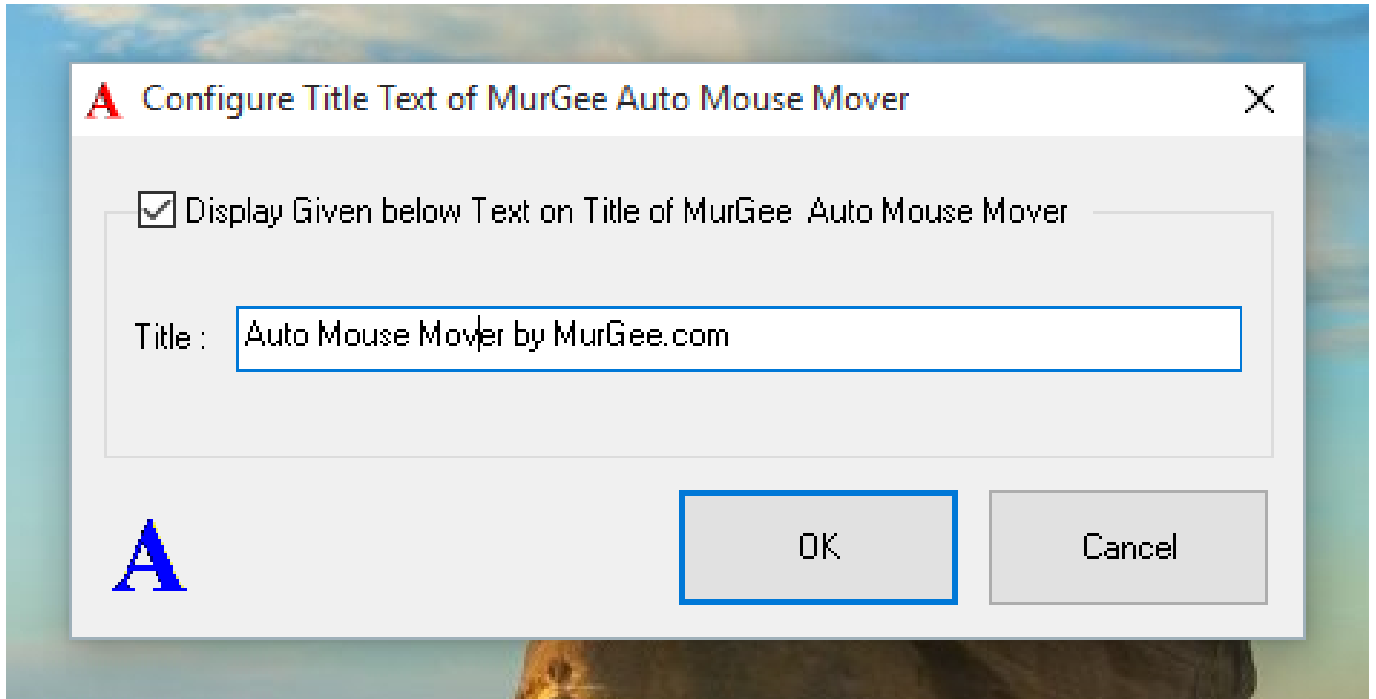 A Configure Title Text of MurGee Auto Mouse Mover
Display Given below Text on Title of MurGee  Auto Mouse Mover
Title : Auto Mouse Mover by MurGee.com
A OK Cancel